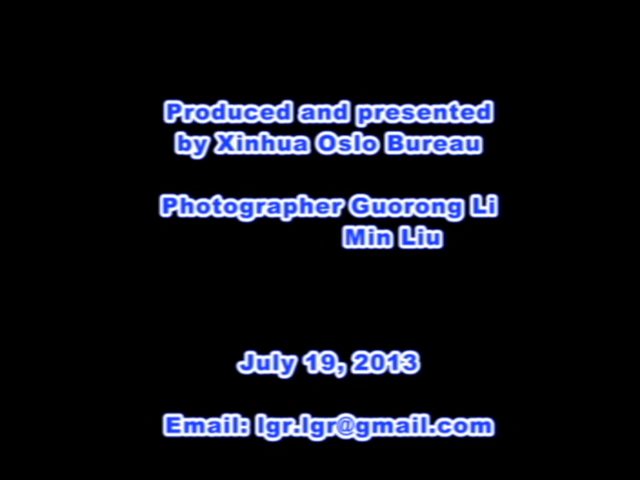 Produced and presented
by Xinhua Oslo Bureau
Photographer Guorong Li
Min Liu
July 19, 2013
Email: lgr.lgr@gmail.com